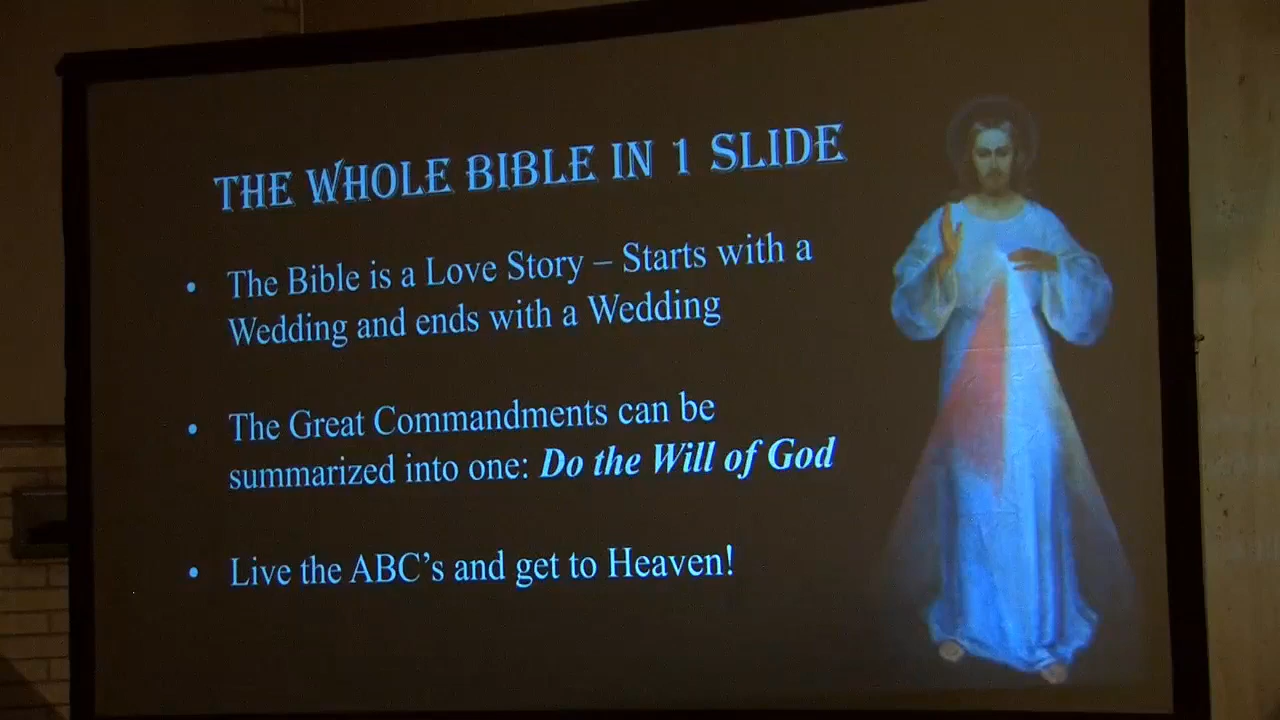 THE WHOLE BIBLE IN 1 SLIDE
• The Bible is a Love Story – Starts with a
Wedding and ends with a Wedding
• The Great Commandments can be
summarized into one: Do the Will of God
• Live the ABC's and get to Heaven!